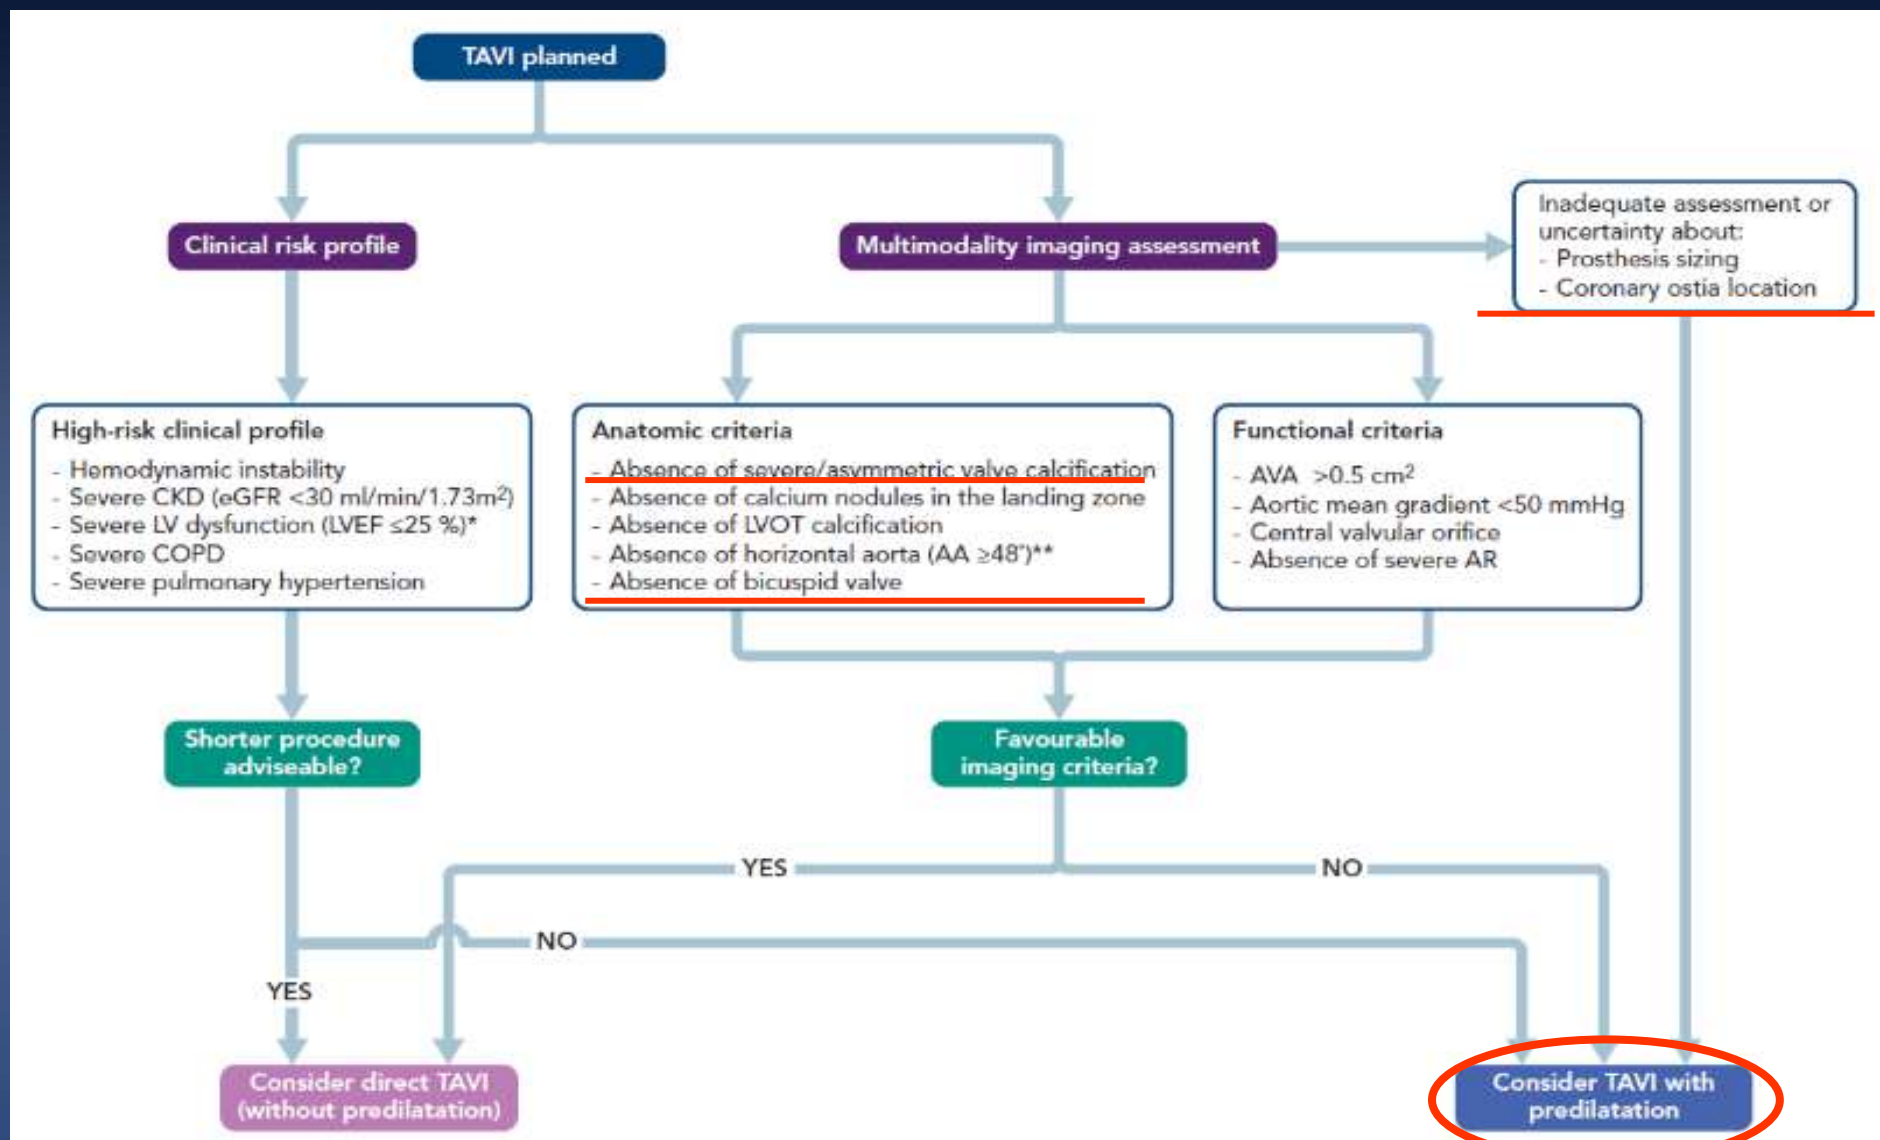 TAVI planned
Clinical risk profile
Multimodality imaging assessment
Inadequate assessment or
uncertainty about:
- Prosthesis sizing
- Coronary ostia location
High-risk clinical profile
- Hemodynamic instability
- Severe CKD (eGFR <30 ml/min/1.73m²)
- Severe LV dysfunction (LVEF ≤25 %)*
- Severe COPD
- Severe pulmonary hypertension
Anatomic criteria
- Absence of severe/asymmetric valve calcification
- Absence of calcium nodules in the landing zone
- Absence of LVOT calcification
- Absence of horizontal aorta (AA ≥48°)**
- Absence of bicuspid valve
Functional criteria
- AVA >0.5 cm²
- Aortic mean gradient <50 mmHg
- Central valvular orifice
- Absence of severe AR
Shorter procedure
adviseable?
Favourable
imaging criteria?
YES
NO
NO
YES
Consider direct TAVI
(without predilatation)
Consider TAVI with
predilatation